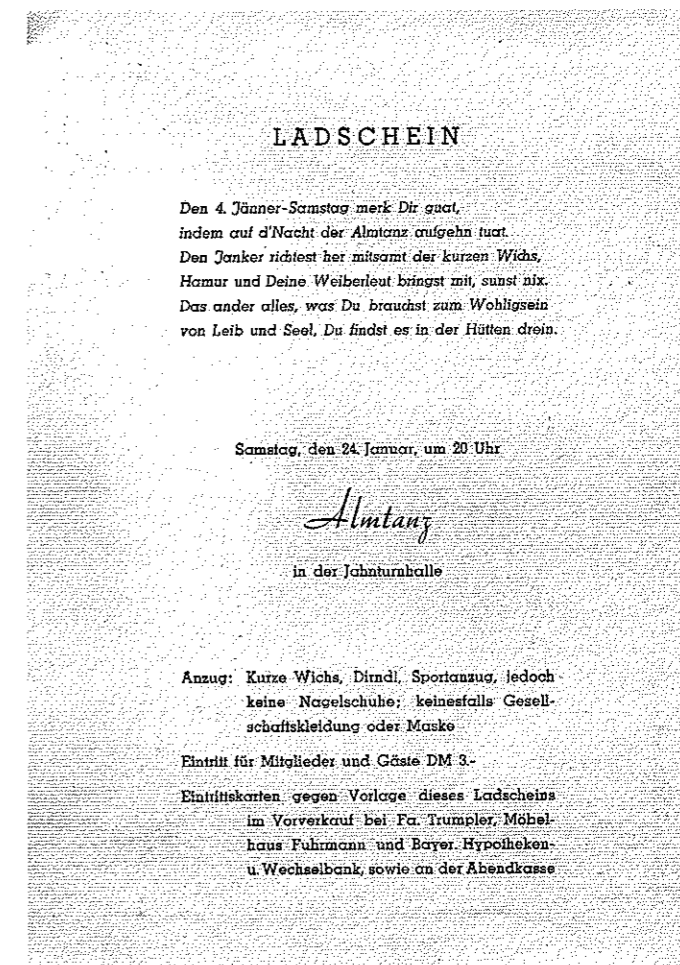 LADSCHEIN
Den 4. Jänner-Samstag merk Dir guat,
indem auf d'Nacht der Almtanz aufgehn tuat.
Den Janker richtest her mitsamt der kurzen Wichs,
Hamur und Deine Weiberleut bringst mit, sunst nix.
Das ander alles, was Du brauchst zum Wohligsein
von Leib und Seel, Du findst es in der Hütten drein.
Samstag, den 24. Januar, um 20 Uhr
Almtanz
in der Jahnturnhalle
Anzug: Kurze Wichs, Dirndl, Sportanzug, jedoch
keine Nagelschuhe; keinesfalls Gesell-
schaftskleidung oder Maske
Eintritt für Mitglieder und Gäste DM 3.-
Eintrittskarten gegen Vorlage dieses Ladscheins
im Vorverkauf bei Fa. Trumpler, Möbel-
haus Fuhrmann und Bayer. Hypotheken-
u. Wechselbank, sowie an der Abendkasse